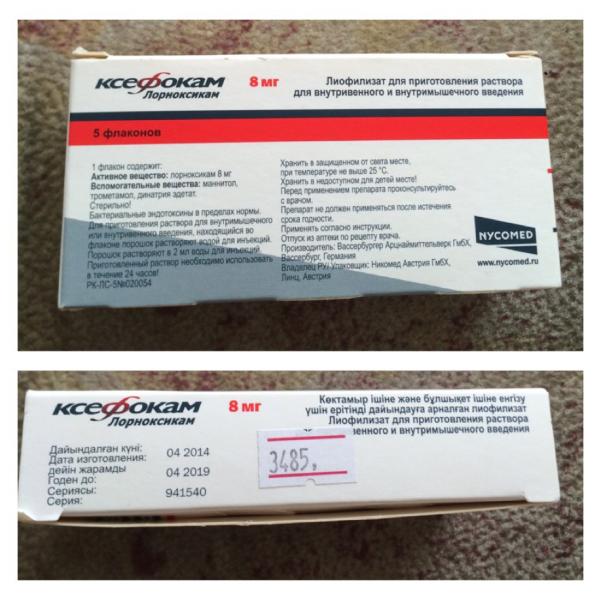 ксефокам 8 мг
Лорноксикам
Лиофилизат для приготовления раствора
для внутривенного и внутримышечного введения
5 флаконов
1 флакон содержит:
Активное вещество: лорноксикам 8 мг
Вспомогательные вещества: маннитол,
трометамол, динатрия эдетат.
Стерильно!
Бактериальные эндотоксины в пределах нормы.
Для приготовления раствора для внутримышечного
или внутривенного введения, находящийся во
флаконе порошок растворяют водой для инъекций.
Порошок растворяют в 2 мл воды для инъекций.
Приготовленный раствор необходимо использовать
в течение 24 часов!
РК-ЛС-5№020054
Хранить в защищенном от света месте,
при температуре не выше 25 °C.
Хранить в недоступном для детей месте!
Перед применением препарата проконсультируйтесь
с врачом.
Препарат не должен применяться после истечения
срока годности.
Применять согласно инструкции.
Отпуск из аптеки по рецепту врача.
Производитель: Вассербургер Арцнаймиттельверк ГмбХ,
Вассербург, Германия
Владелец РУ/ Упаковщик: Никомед Австрия ГмбХ,
Линц, Австрия
NYCOMED
www.nycomed.ru
ксефокам 8 мг
Лорноксикам
Көктамыр ішіне және бұлшықет ішіне енгізу
үшін ерітінді дайындауға арналған лиофилизат
Лиофилизат для приготовления раствора
венного и внутримышечного введения
Дайындалған күні:
Дата изготовления: 04 2014
дейін жарамды
Годен до: 04 2019
Сериясы:
Серия: 941540
3485,